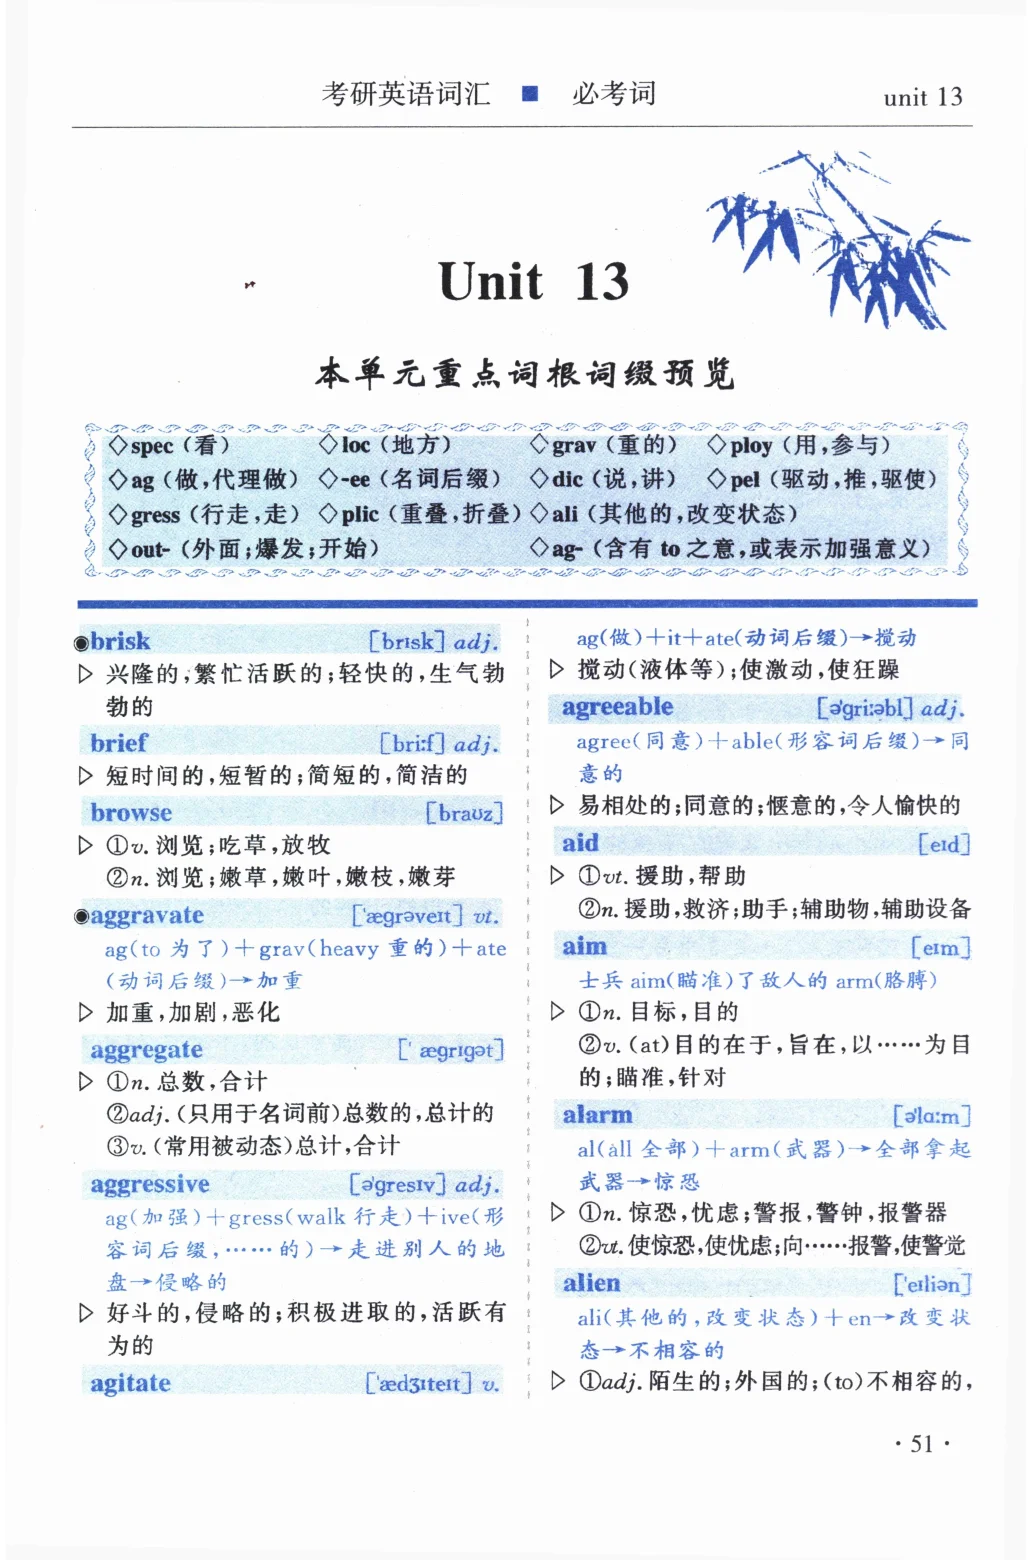 考研英语词汇 ■ 必考词 unit 13
Unit 13
本单元重点词根词缀预览
◇spec（看） ◇loc（地方） ◇grav（重的） ◇ploy（用,参与）
◇ag（做,代理做） ◇-ee（名词后缀） ◇dic（说,讲） ◇pel（驱动,推,驱使）
◇gress（行走,走） ◇plic（重叠,折叠） ◇ali（其他的,改变状态）
◇out-（外面;爆发;开始） ◇ag-（含有 to 之意,或表示加强意义）
◉brisk [brɪsk] adj.
▷ 兴隆的,繁忙活跃的;轻快的,生气勃
勃的
brief [bri:f] adj.
▷ 短时间的,短暂的;简短的,简洁的
browse [braʊz]
▷ ①v. 浏览;吃草,放牧
②n. 浏览;嫩草,嫩叶,嫩枝,嫩芽
◉aggravate ['ægrəveɪt] vt.
ag(to 为了)+grav(heavy 重的)+ate
(动词后缀)→加重
▷ 加重,加剧,恶化
aggregate [' ægrɪgət]
▷ ①n. 总数,合计
②adj. (只用于名词前)总数的,总计的
③v. (常用被动态)总计,合计
aggressive [ə'gresɪv] adj.
ag(加强)+gress(walk 行走)+ive(形
容词后缀,……的)→走进别人的地
盘→侵略的
▷ 好斗的,侵略的;积极进取的,活跃有
为的
agitate ['ædʒɪteɪt] v.
ag(做)+it+ate(动词后缀)→搅动
▷ 搅动(液体等);使激动,使狂躁
agreeable [ə'gri:əbl] adj.
agree(同意)+able(形容词后缀)→同
意的
▷ 易相处的;同意的;惬意的,令人愉快的
aid [eɪd]
▷ ①vt. 援助,帮助
②n. 援助,救济;助手;辅助物,辅助设备
aim [eɪm]
士兵 aim(瞄准)了敌人的 arm(胳膊)
▷ ①n. 目标,目的
②v. (at)目的在于,旨在,以……为目
的;瞄准,针对
alarm [ə'lɑ:m]
al(all 全部)+arm(武器)→全部拿起
武器→惊恐
▷ ①n. 惊恐,忧虑;警报,警钟,报警器
②vt. 使惊恐,使忧虑;向……报警,使警觉
alien ['eɪliən]
ali(其他的,改变状态)+en→改变状
态→不相容的
▷ ①adj. 陌生的;外国的;(to)不相容的,
· 51 ·